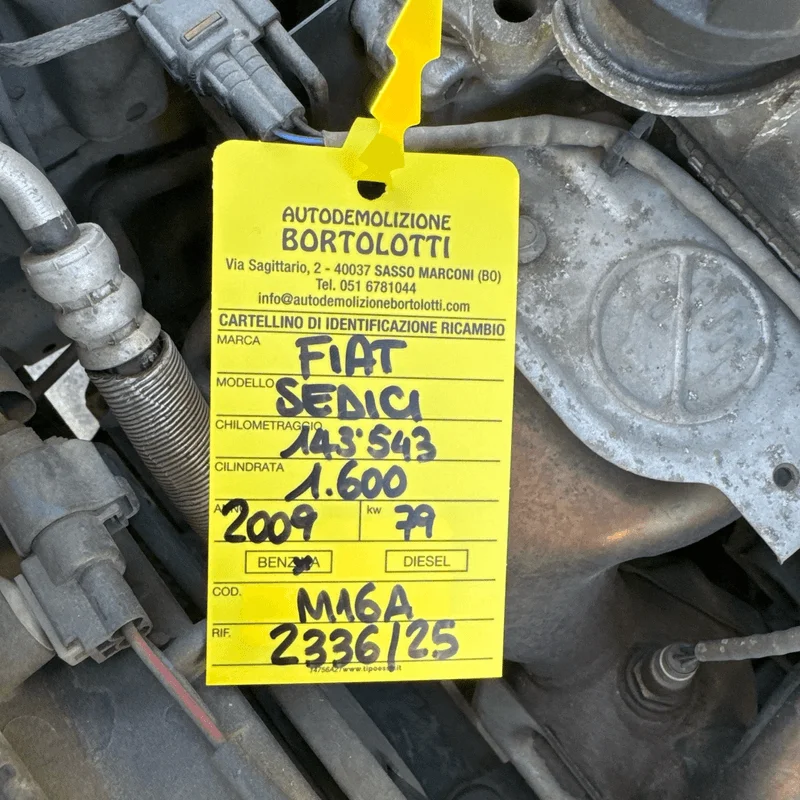 AUTODEMOLIZIONE
BORTOLOTTI
Via Sagittario, 2 - 40037 SASSO MARCONI (BO)
Tel. 051 6781044
info@autodemolizionebortolotti.com
CARTELLINO DI IDENTIFICAZIONE RICAMBIO
MARCA FIAT
MODELLO SEDICI
CHILOMETRAGGIO 143'543
CILINDRATA 1.600
2009 kw 79
BENZINA DIESEL
COD. M16A
RIF. 2336/25